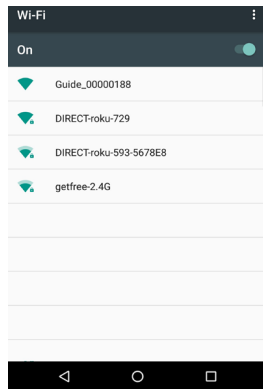 Wi-Fi
On
Guide_00000188
DIRECT-roku-729
DIRECT-roku-593-5678E8
getfree-2.4G